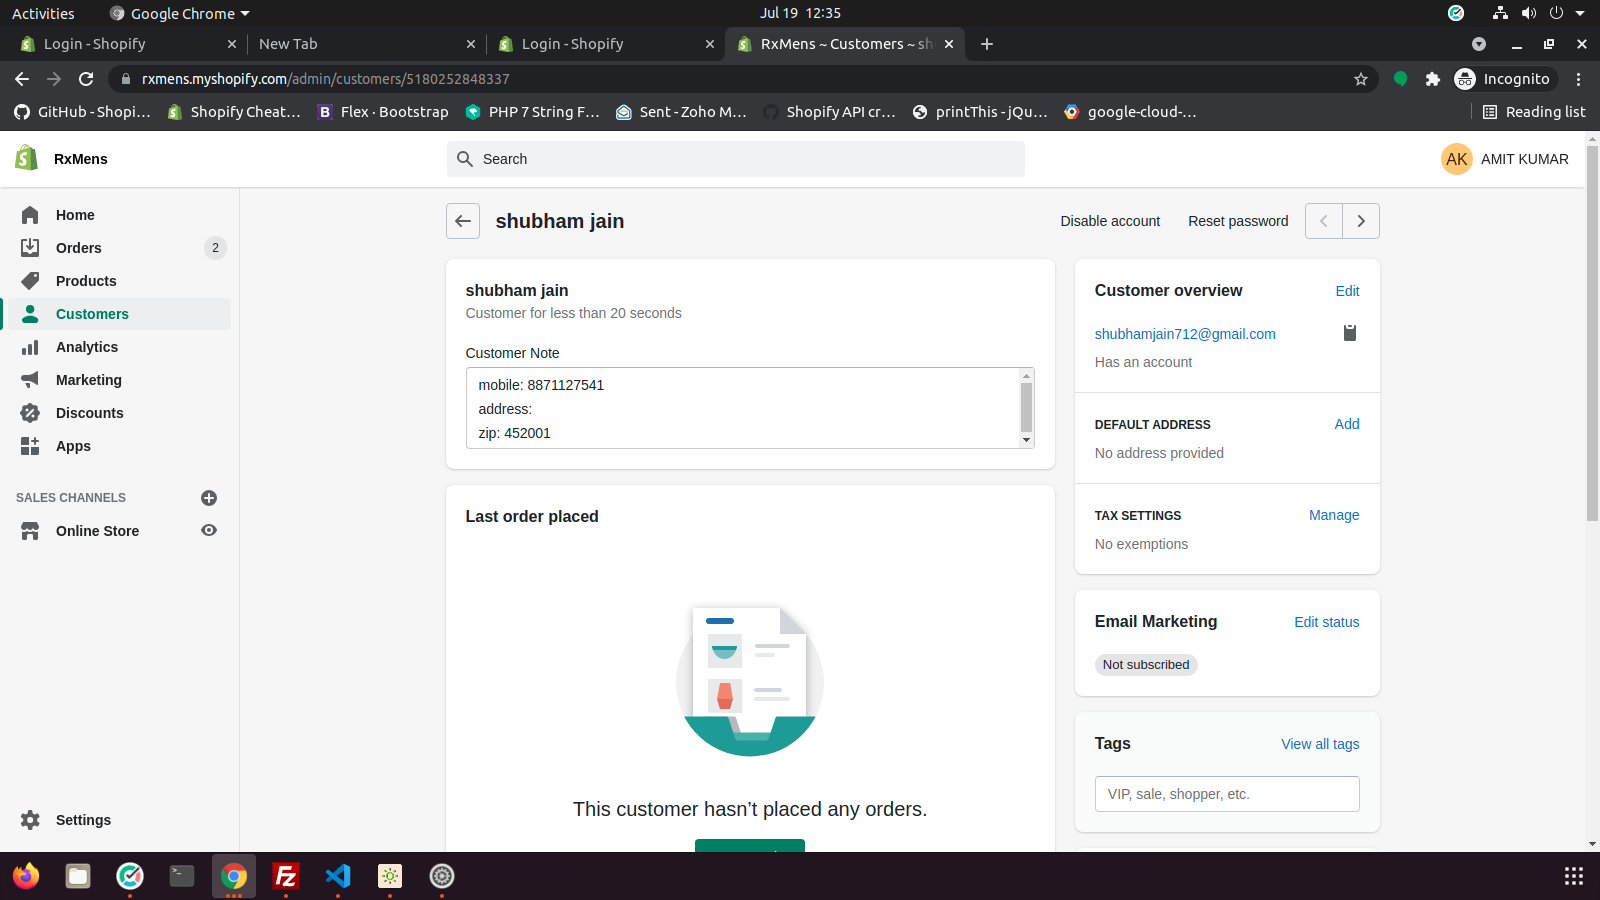 Activities
Google Chrome
Jul 19 12:35
Login - Shopify
New Tab
Login - Shopify
RxMens ~ Customers ~ sh
rxmens.myshopify.com/admin/customers/5180252848337
Incognito
GitHub - Shopi…
Shopify Cheat…
Flex · Bootstrap
PHP 7 String F…
Sent - Zoho M…
Shopify API cr…
printThis - jQu…
google-cloud-…
Reading list
RxMens
Search
AK
AMIT KUMAR
Home
Orders
2
Products
Customers
Analytics
Marketing
Discounts
Apps
SALES CHANNELS
Online Store
Settings
shubham jain
Disable account
Reset password
shubham jain
Customer for less than 20 seconds
Customer Note
mobile: 8871127541
address:
zip: 452001
Last order placed
This customer hasn’t placed any orders.
Customer overview
Edit
shubhamjain712@gmail.com
Has an account
DEFAULT ADDRESS
Add
No address provided
TAX SETTINGS
Manage
No exemptions
Email Marketing
Edit status
Not subscribed
Tags
View all tags
VIP, sale, shopper, etc.